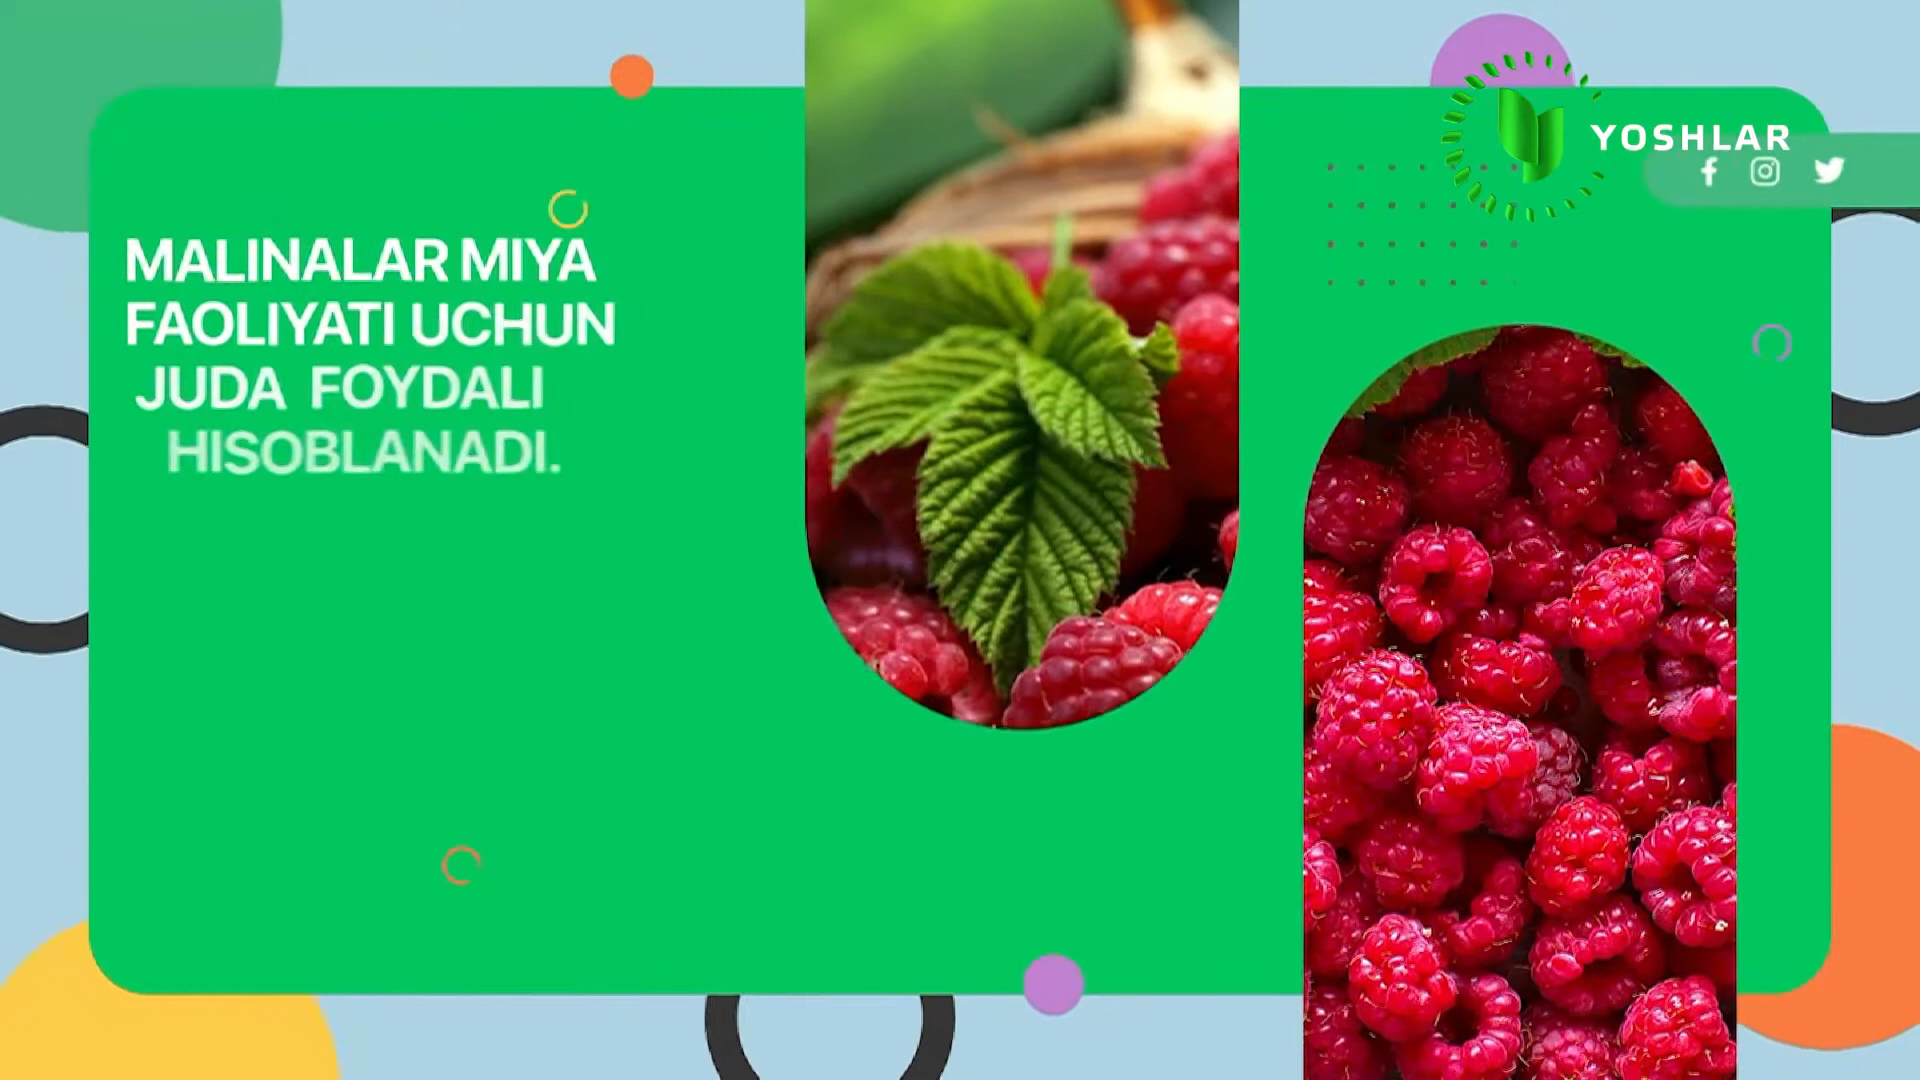 MALINALAR MIYA
FAOLIYATI UCHUN
JUDA FOYDALI
HISOBLANADI.
YOSHLAR